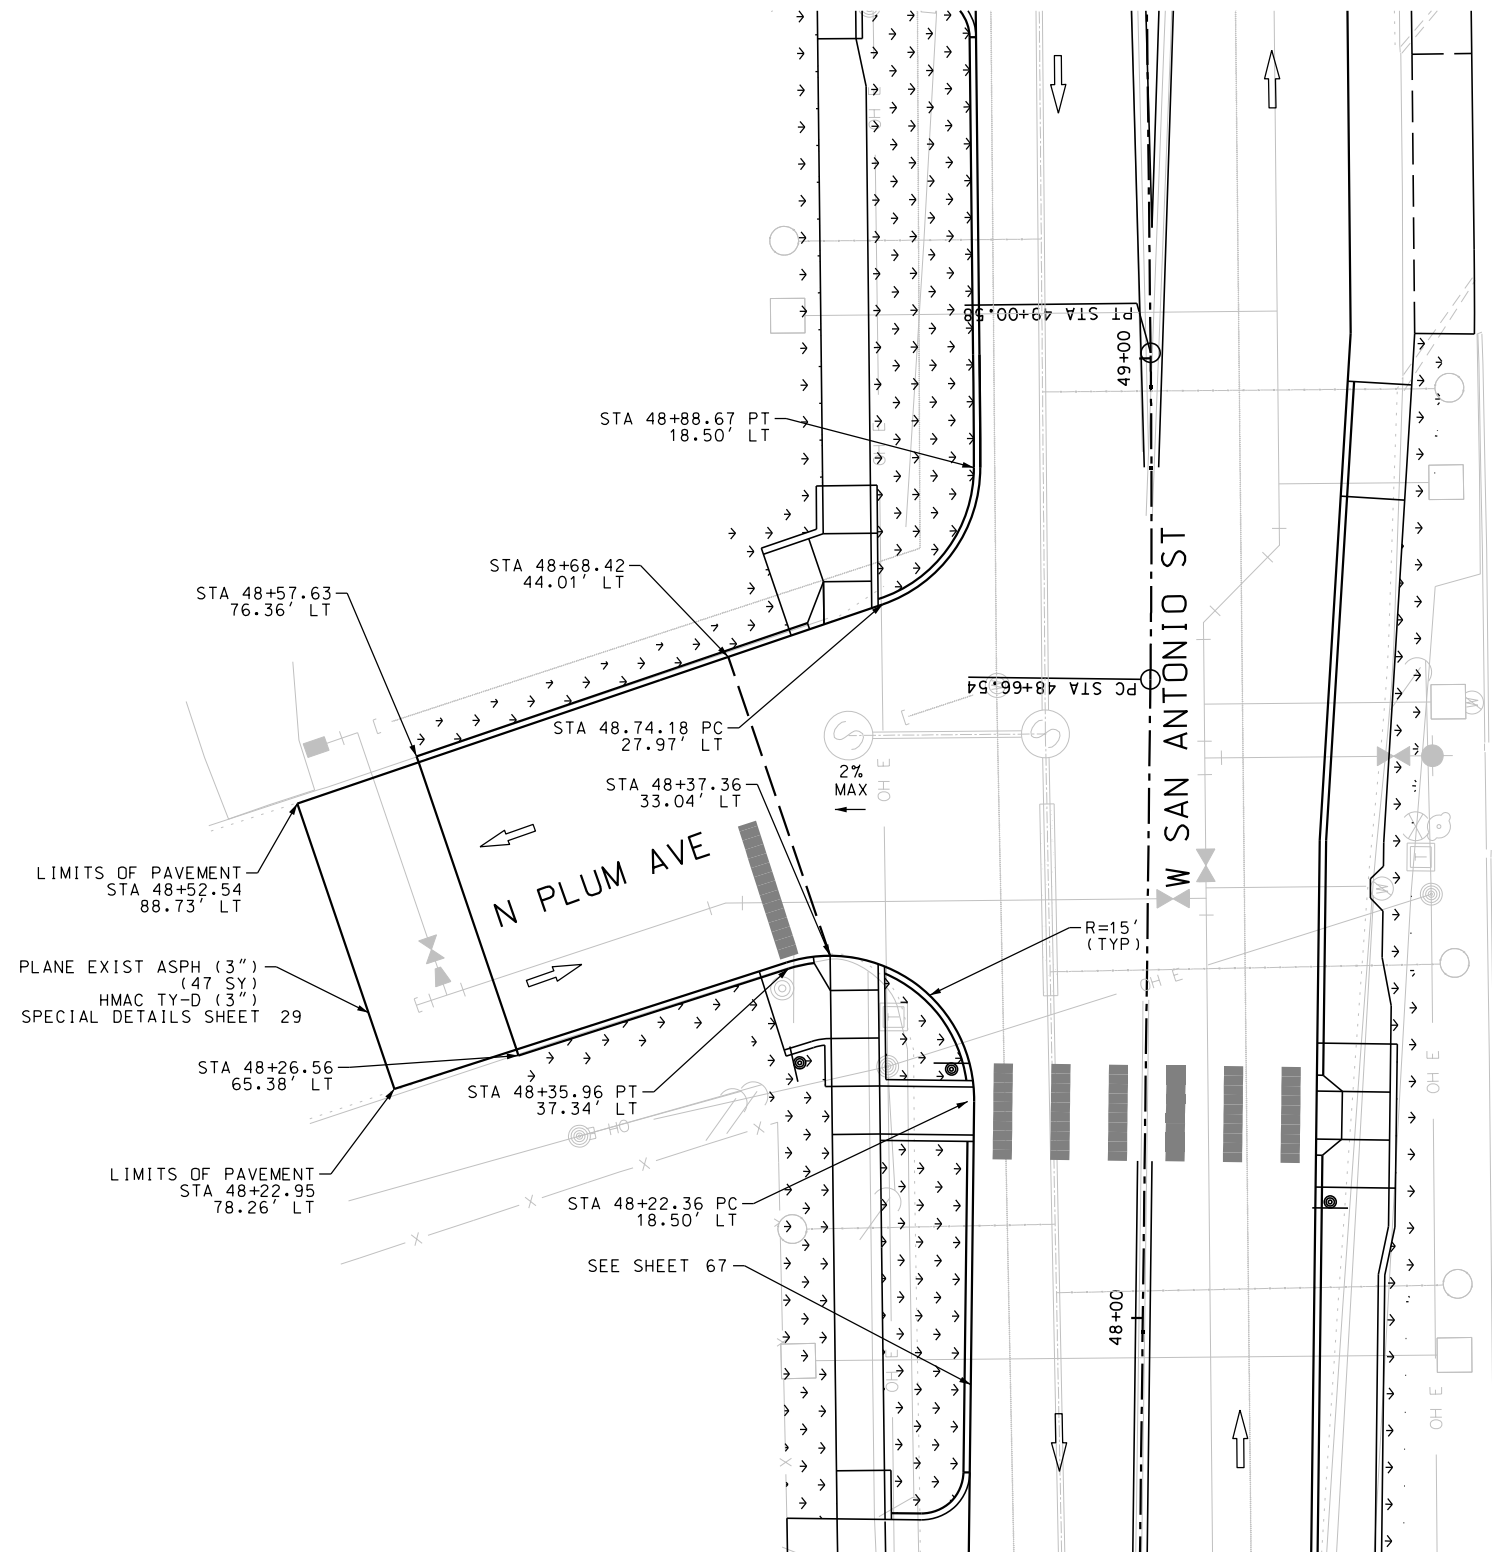 PT STA 49+00.58
49+00
STA 48+88.67 PT
18.50' LT
STA 48+68.42
44.01' LT
STA 48+57.63
76.36' LT
W SAN ANTONIO ST
PC STA 48+66.54
STA 48.74.18 PC
27.97' LT
2%
MAX
STA 48+37.36
33.04' LT
N PLUM AVE
LIMITS OF PAVEMENT
STA 48+52.54
88.73' LT
R=15'
(TYP)
PLANE EXIST ASPH (3")
(47 SY)
HMAC TY-D (3")
SPECIAL DETAILS SHEET 29
STA 48+26.56
65.38' LT
STA 48+35.96 PT
37.34' LT
LIMITS OF PAVEMENT
STA 48+22.95
78.26' LT
STA 48+22.36 PC
18.50' LT
SEE SHEET 67
48+00
OH E
OH E
OH E
OH E
OH E
OH E
OH E
OH E